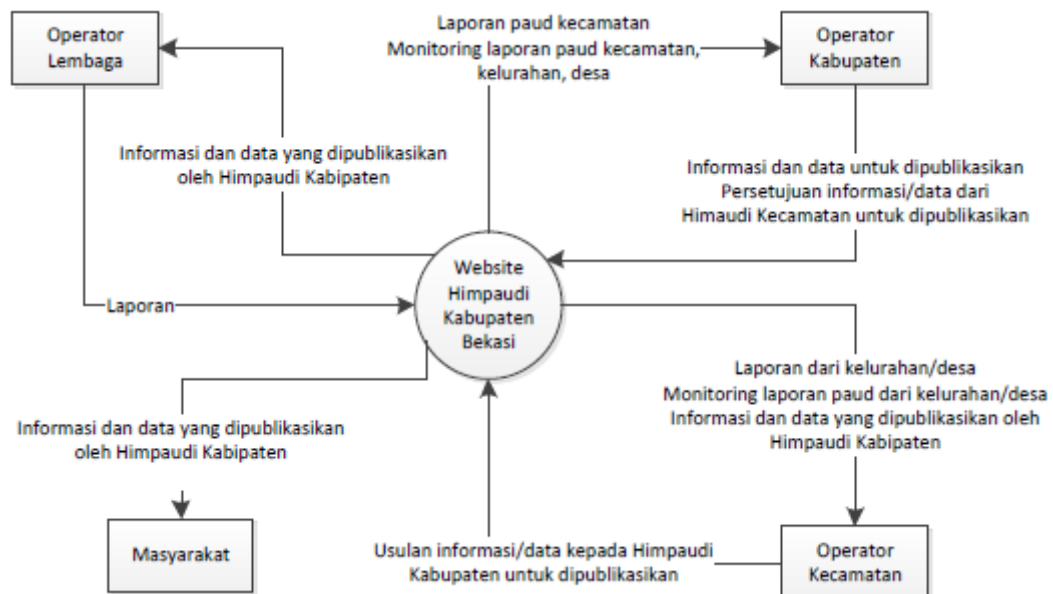 Operator
Lembaga
Laporan paud kecamatan
Monitoring laporan paud kecamatan,
kelurahan, desa
Operator
Kabupaten
Informasi dan data yang dipublikasikan
oleh Himpaudi Kabipaten
Informasi dan data untuk dipublikasikan
Persetujuan informasi/data dari
Himaudi Kecamatan untuk dipublikasikan
Website
Himpaudi
Kabupaten
Bekasi
Laporan
Laporan dari kelurahan/desa
Monitoring laporan paud dari kelurahan/desa
Informasi dan data yang dipublikasikan oleh
Himpaudi Kabipaten
Informasi dan data yang dipublikasikan
oleh Himpaudi Kabipaten
Masyarakat
Usulan informasi/data kepada Himpaudi
Kabupaten untuk dipublikasikan
Operator
Kecamatan